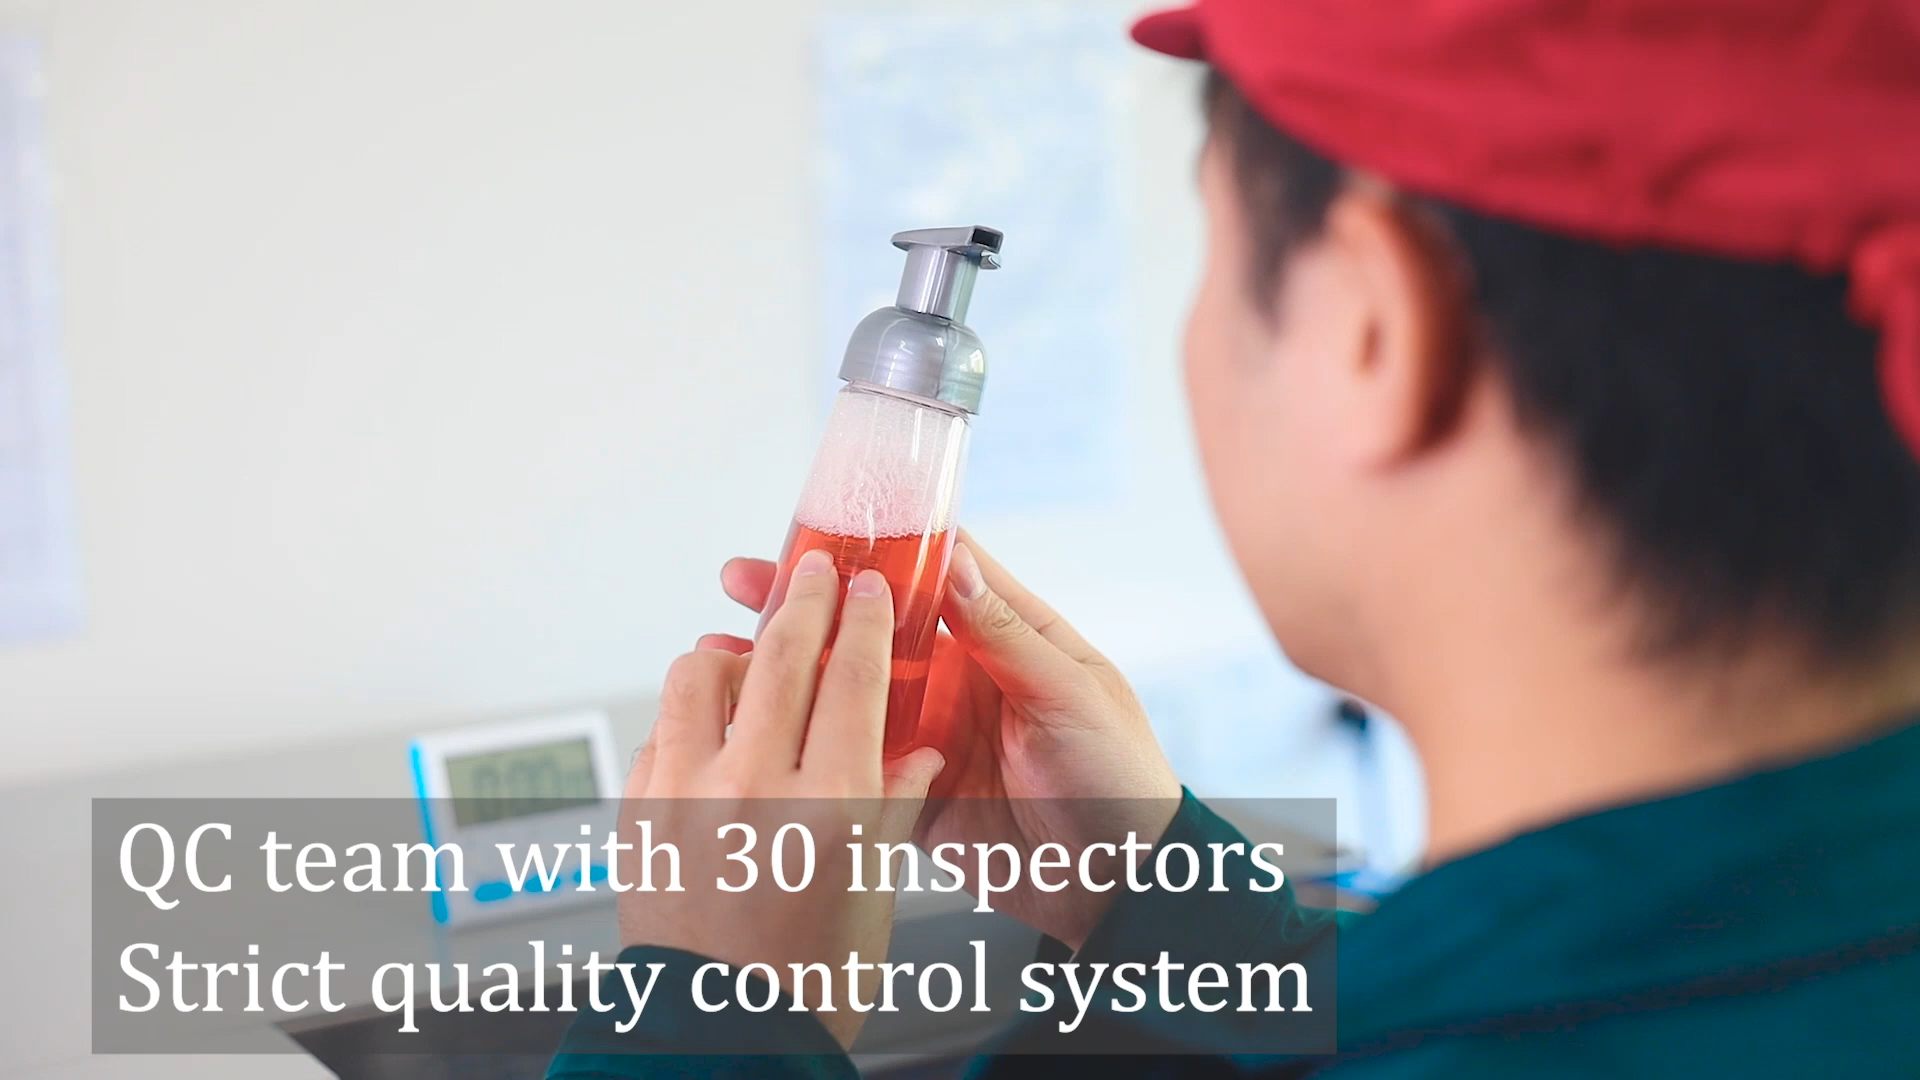 QC team with 30 inspectors
Strict quality control system